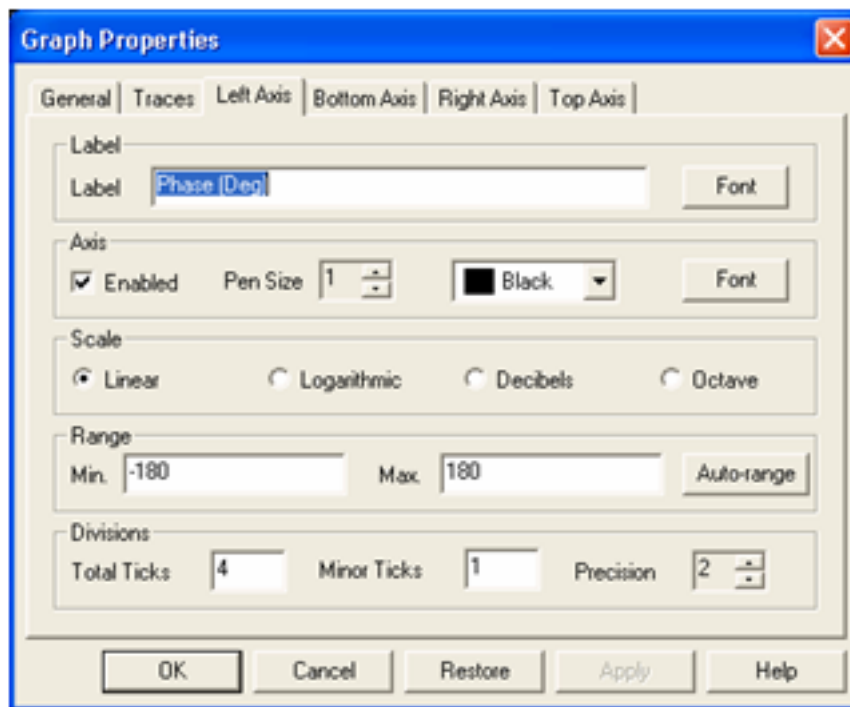 Graph Properties
General Traces Left Axis Bottom Axis Right Axis Top Axis
Label
Label Phase (Deg) Font
Axis
Enabled Pen Size 1 Black Font
Scale
Linear Logarithmic Decibels Octave
Range
Min. -180 Max. 180 Auto-range
Divisions
Total Ticks 4 Minor Ticks 1 Precision 2
OK Cancel Restore Apply Help